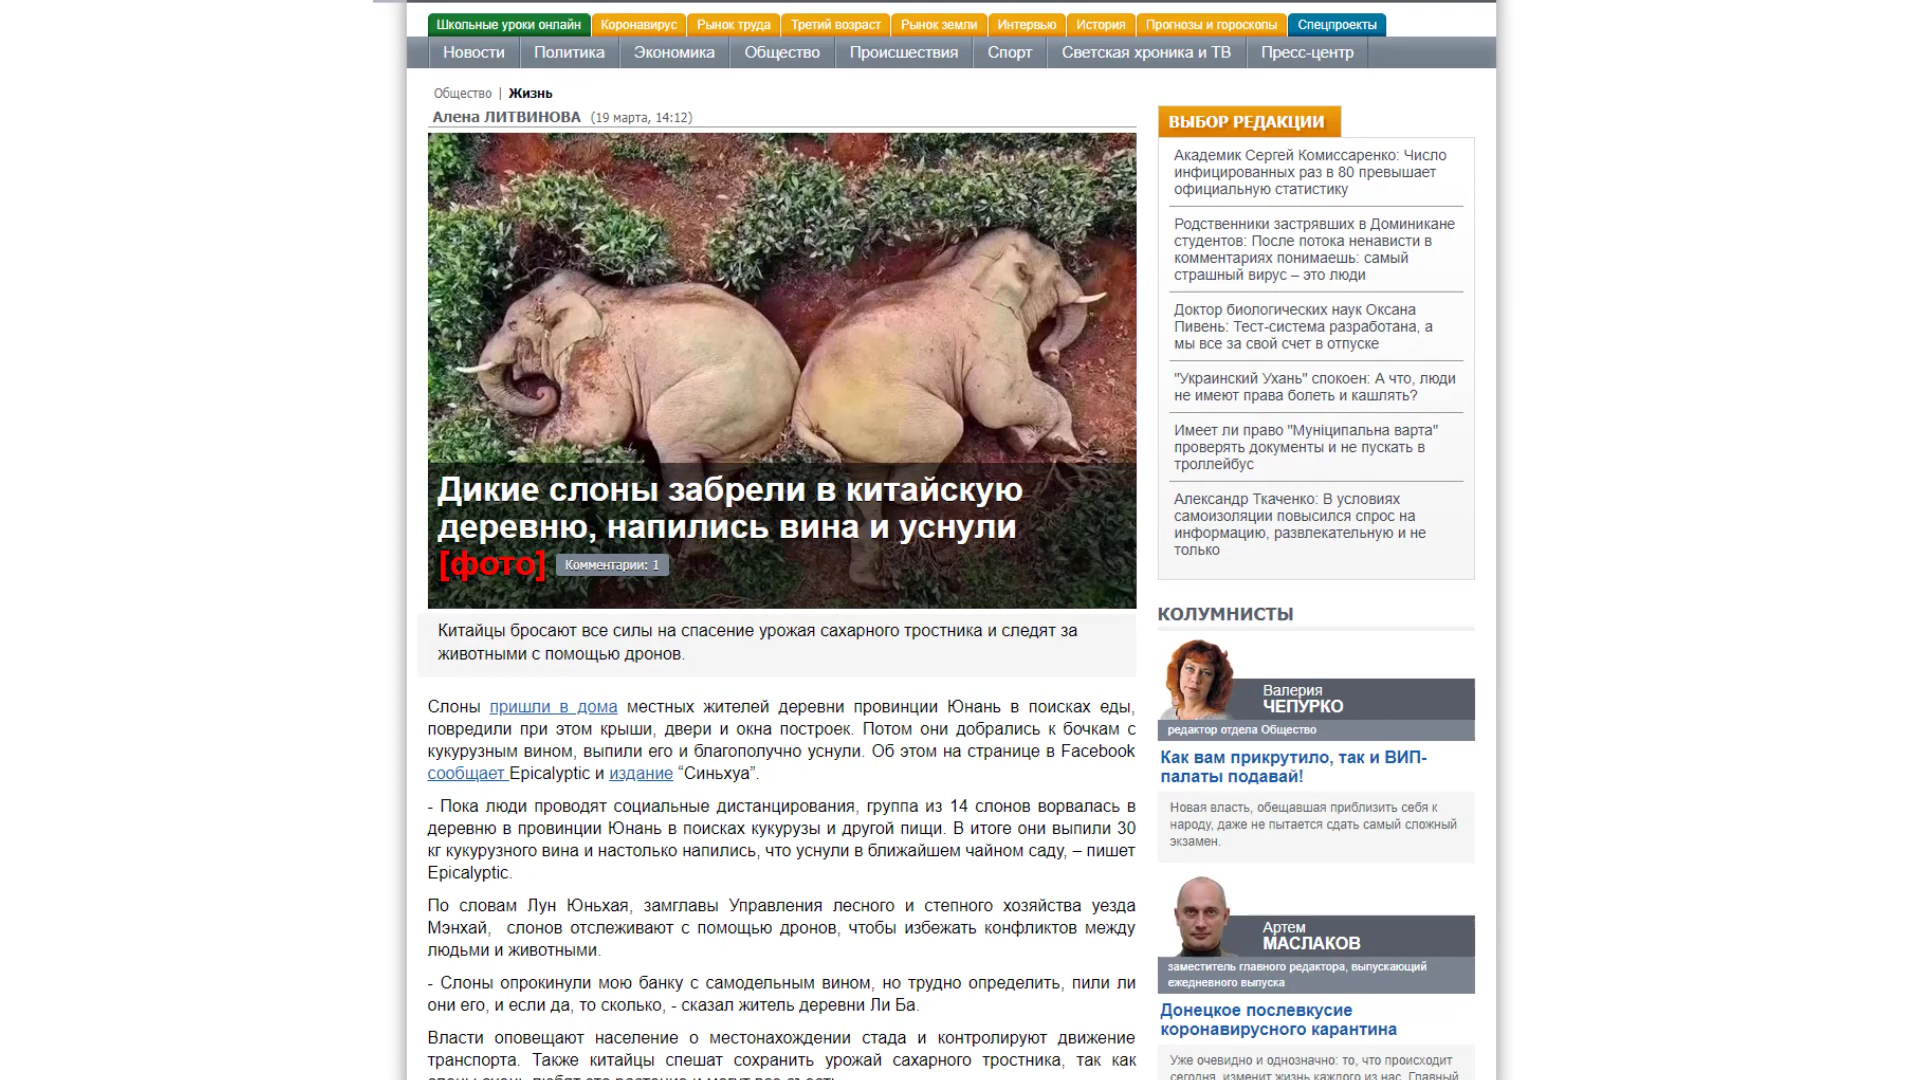 Школьные уроки онлайн Коронавирус Рынок труда Третий возраст Рынок земли Интервью История Прогнозы и гороскопы Спецпроекты
Новости Политика Экономика Общество Происшествия Спорт Светская хроника и ТВ Пресс-центр
Общество | Жизнь
Алена ЛИТВИНОВА (19 марта, 14:12)
Дикие слоны забрели в китайскую
деревню, напились вина и уснули
[фото] Комментарии: 1
Китайцы бросают все силы на спасение урожая сахарного тростника и следят за
животными с помощью дронов.
Слоны пришли в дома местных жителей деревни провинции Юнань в поисках еды,
повредили при этом крыши, двери и окна построек. Потом они добрались к бочкам с
кукурузным вином, выпили его и благополучно уснули. Об этом на странице в Facebook
сообщает Epicalyptic и издание “Синьхуа”.
- Пока люди проводят социальные дистанцирования, группа из 14 слонов ворвалась в
деревню в провинции Юнань в поисках кукурузы и другой пищи. В итоге они выпили 30
кг кукурузного вина и настолько напились, что уснули в ближайшем чайном саду, – пишет
Epicalyptic.
По словам Лун Юньхая, замглавы Управления лесного и степного хозяйства уезда
Мэнхай, слонов отслеживают с помощью дронов, чтобы избежать конфликтов между
людьми и животными.
- Слоны опрокинули мою банку с самодельным вином, но трудно определить, пили ли
они его, и если да, то сколько, - сказал житель деревни Ли Ба.
Власти оповещают население о местонахождении стада и контролируют движение
транспорта. Также китайцы спешат сохранить урожай сахарного тростника, так как
ВЫБОР РЕДАКЦИИ
Академик Сергей Комиссаренко: Число
инфицированных раз в 80 превышает
официальную статистику
Родственники застрявших в Доминикане
студентов: После потока ненависти в
комментариях понимаешь: самый
страшный вирус – это люди
Доктор биологических наук Оксана
Пивень: Тест-система разработана, а
мы все за свой счет в отпуске
"Украинский Ухань" спокоен: А что, люди
не имеют права болеть и кашлять?
Имеет ли право "Муніципальна варта"
проверять документы и не пускать в
троллейбус
Александр Ткаченко: В условиях
самоизоляции повысился спрос на
информацию, развлекательную и не
только
КОЛУМНИСТЫ
Валерия
ЧЕПУРКО
редактор отдела Общество
Как вам прикрутило, так и ВИП-
палаты подавай!
Новая власть, обещавшая приблизить себя к
народу, даже не пытается сдать самый сложный
экзамен.
Артем
МАСЛАКОВ
заместитель главного редактора, выпускающий
ежедневного выпуска
Донецкое послевкусие
коронавирусного карантина
Уже очевидно и однозначно: то, что происходит
сегодня, изменит жизнь каждого из нас. Главный